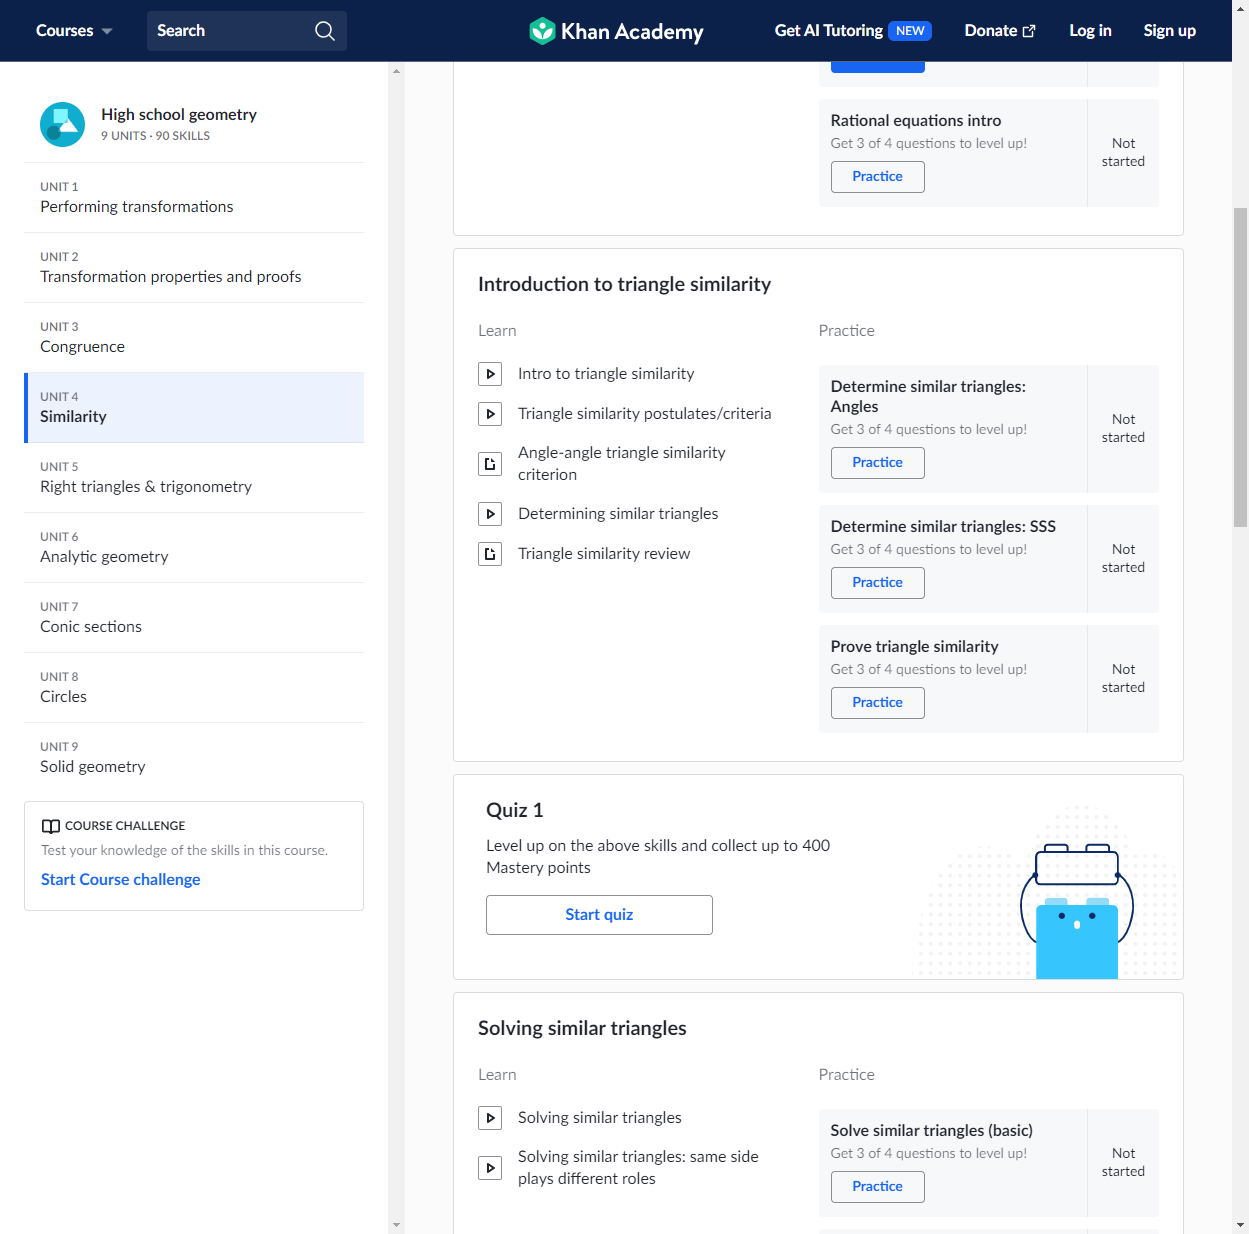 Courses
Search
Khan Academy
Get AI Tutoring NEW
Donate
Log in
Sign up
High school geometry
9 UNITS · 90 SKILLS
UNIT 1
Performing transformations
UNIT 2
Transformation properties and proofs
UNIT 3
Congruence
UNIT 4
Similarity
UNIT 5
Right triangles & trigonometry
UNIT 6
Analytic geometry
UNIT 7
Conic sections
UNIT 8
Circles
UNIT 9
Solid geometry
COURSE CHALLENGE
Test your knowledge of the skills in this course.
Start Course challenge
Rational equations intro
Get 3 of 4 questions to level up!
Practice
Not
started
Introduction to triangle similarity
Learn
Intro to triangle similarity
Triangle similarity postulates/criteria
Angle-angle triangle similarity
criterion
Determining similar triangles
Triangle similarity review
Practice
Determine similar triangles:
Angles
Get 3 of 4 questions to level up!
Practice
Not
started
Determine similar triangles: SSS
Get 3 of 4 questions to level up!
Practice
Not
started
Prove triangle similarity
Get 3 of 4 questions to level up!
Practice
Not
started
Quiz 1
Level up on the above skills and collect up to 400
Mastery points
Start quiz
Solving similar triangles
Learn
Solving similar triangles
Solving similar triangles: same side
plays different roles
Practice
Solve similar triangles (basic)
Get 3 of 4 questions to level up!
Practice
Not
started